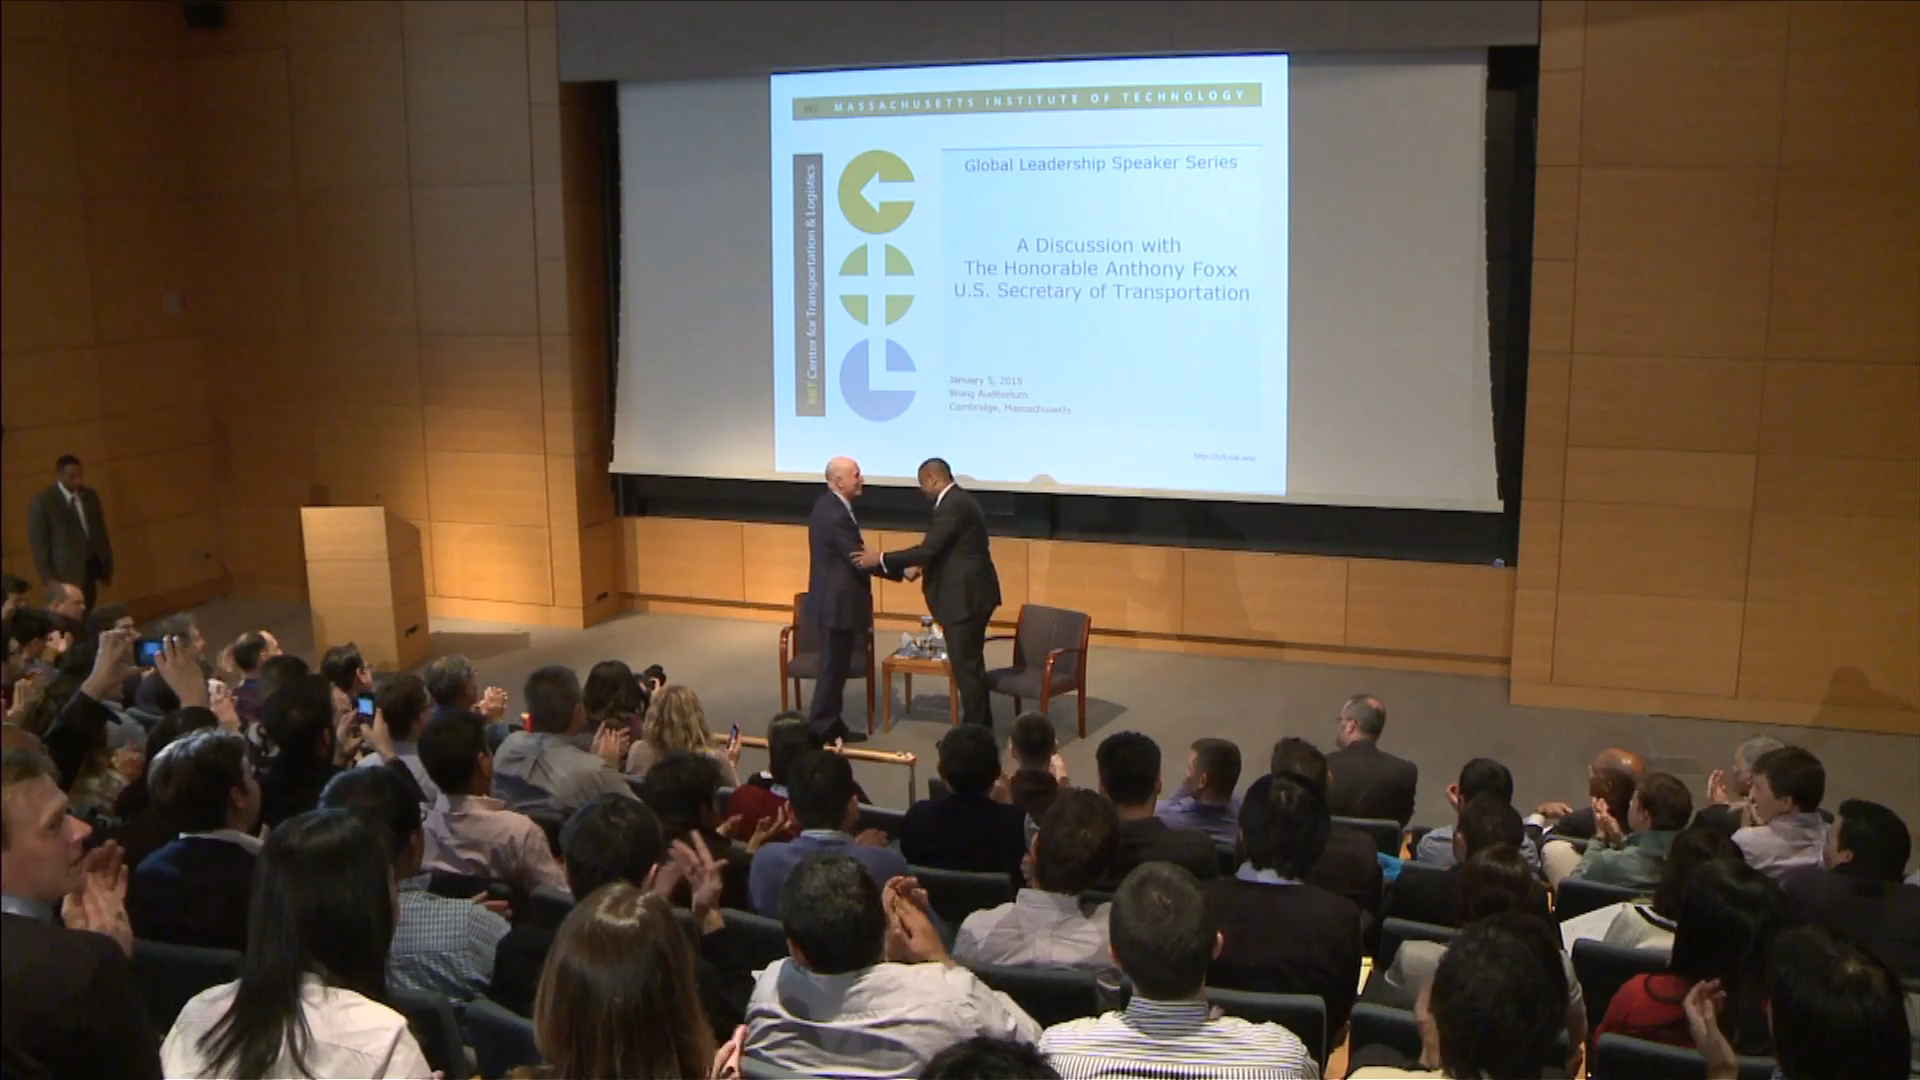 MASSACHUSETTS INSTITUTE OF TECHNOLOGY
MIT Center for Transportation & Logistics
Global Leadership Speaker Series
A Discussion with
The Honorable Anthony Foxx
U.S. Secretary of Transportation
January 5, 2015
Wong Auditorium
Cambridge, Massachusetts